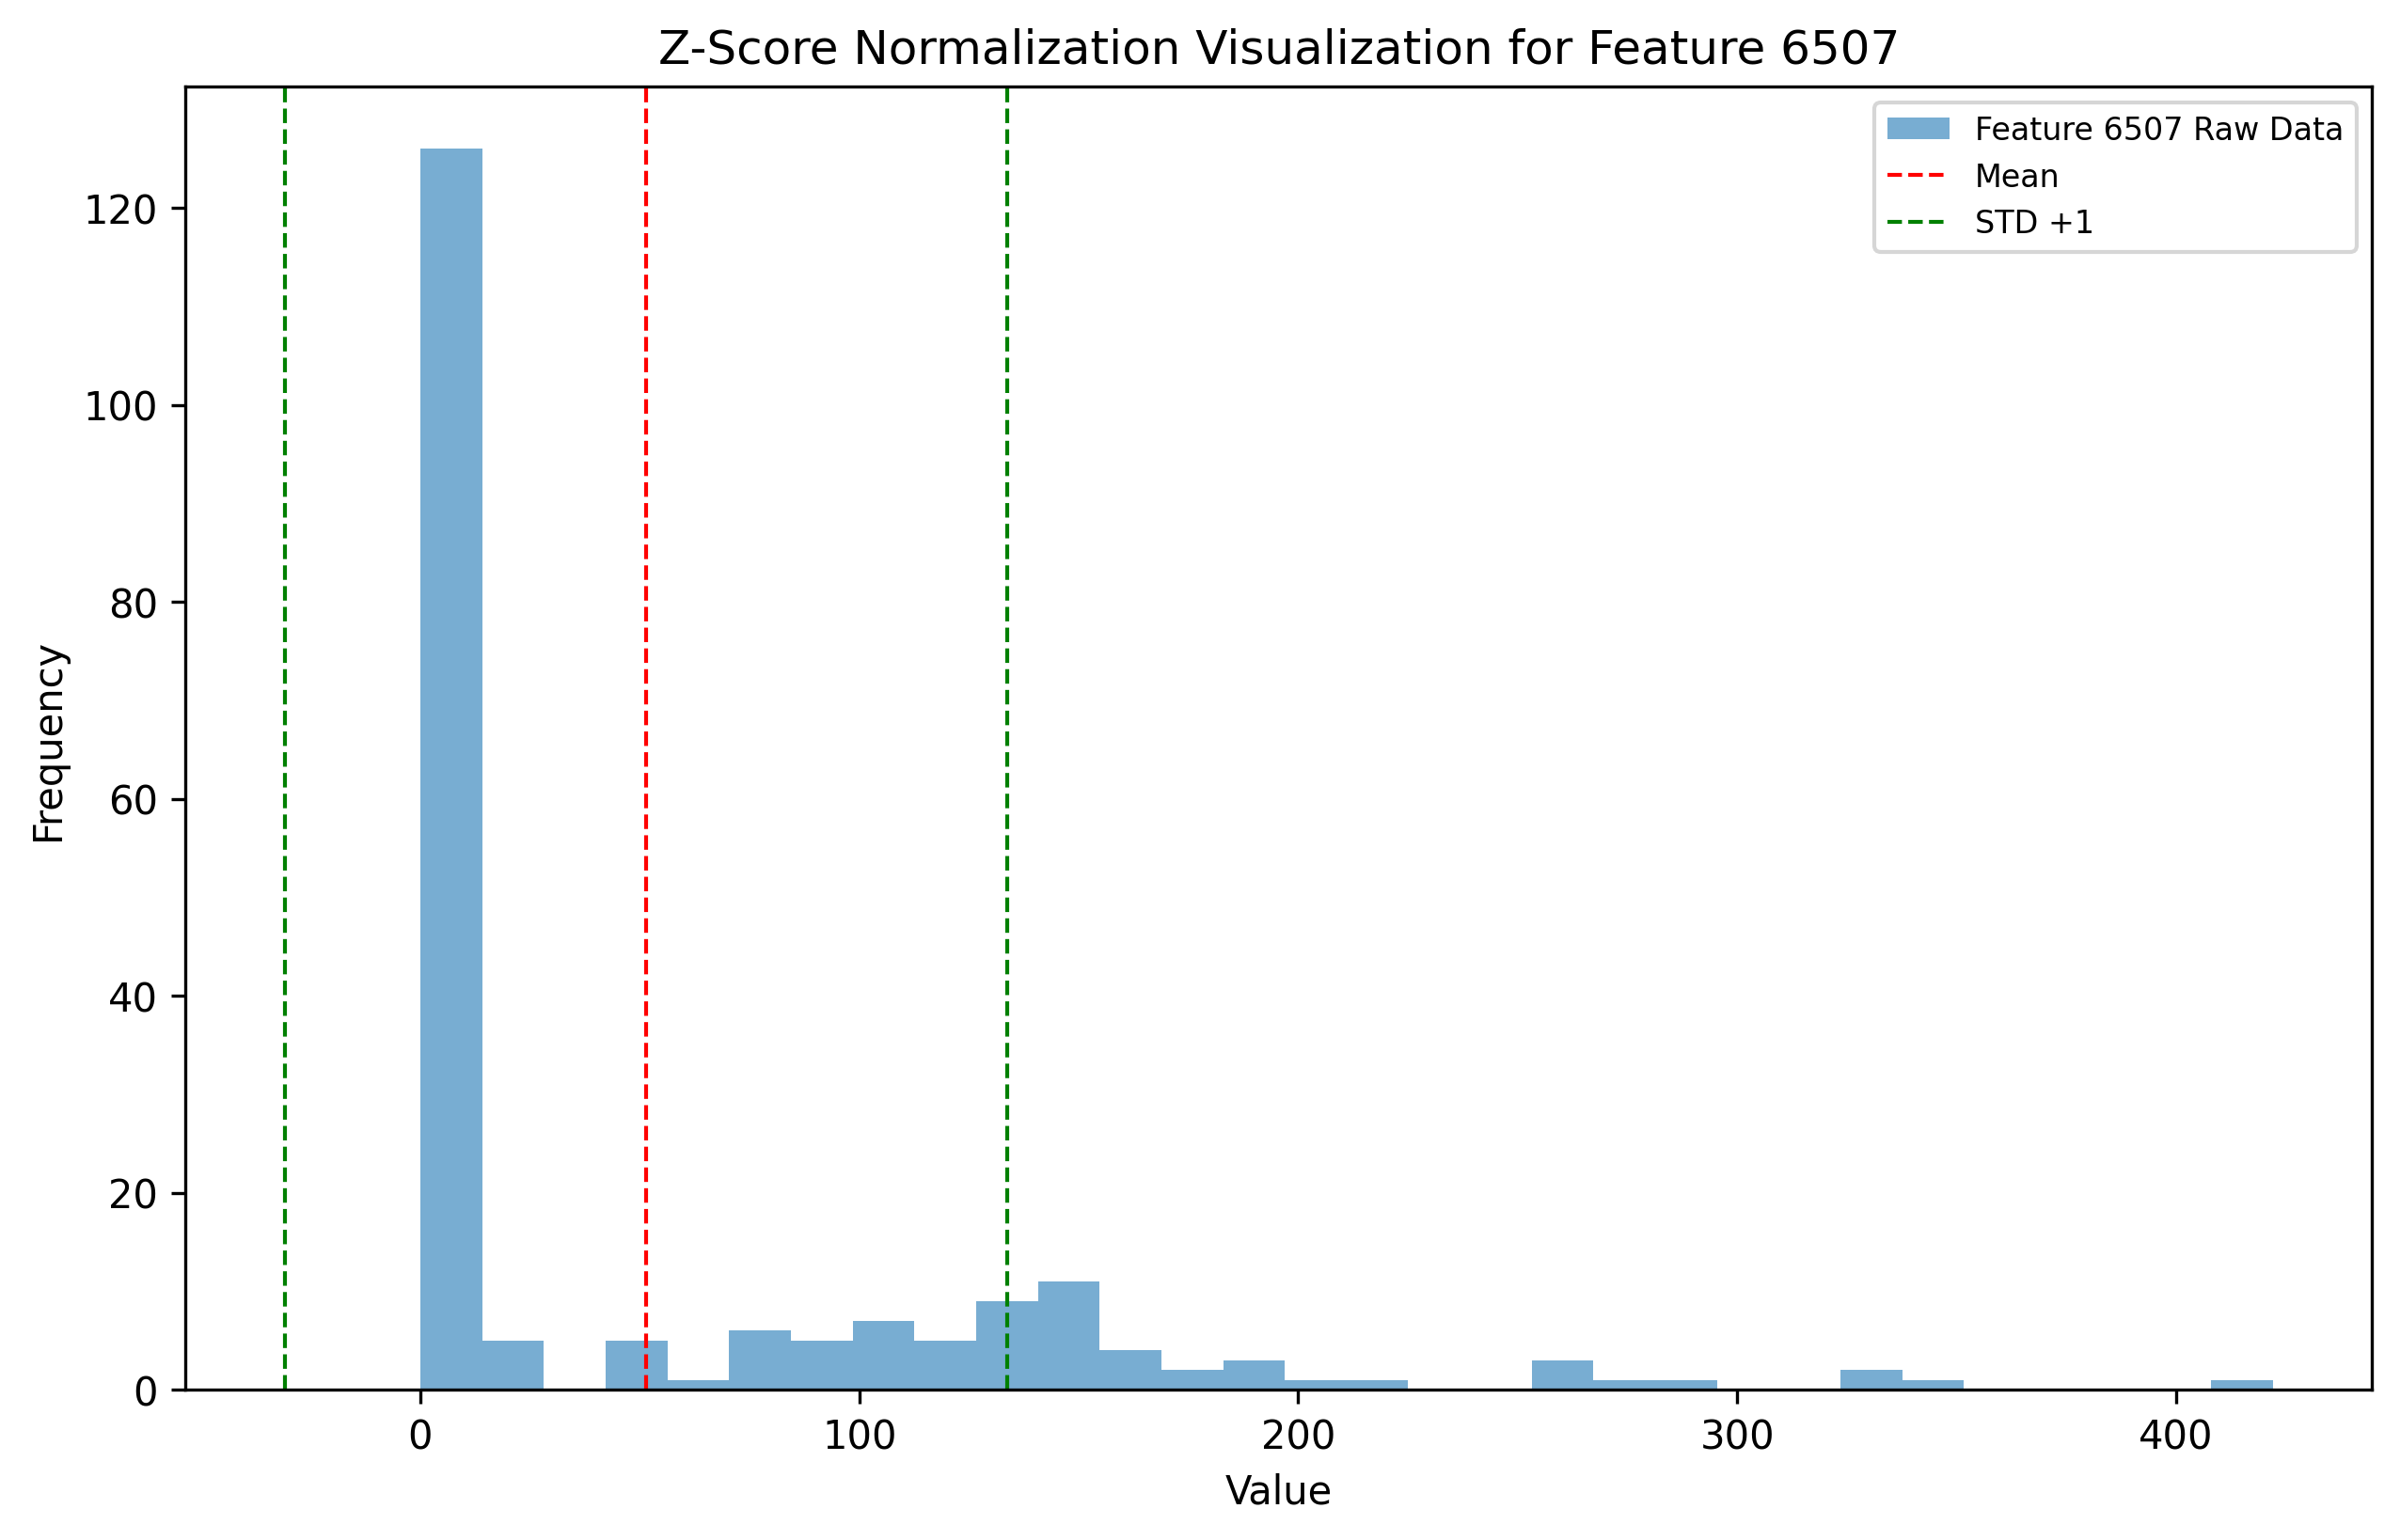 Z-Score Normalization Visualization for Feature 6507
Feature 6507 Raw Data
Mean
STD +1
Frequency
120
100
80
60
40
20
0
0 100 200 300 400
Value